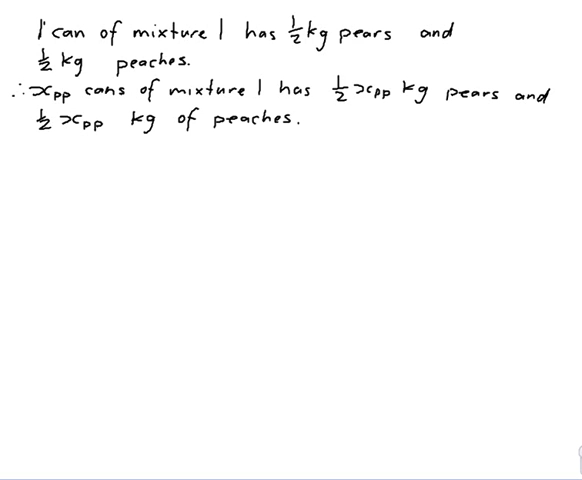 1 can of mixture 1 has ½ kg pears and
½ kg peaches.
∴ x_pp cans of mixture 1 has ½ x_pp kg pears and
½ x_pp kg of peaches.